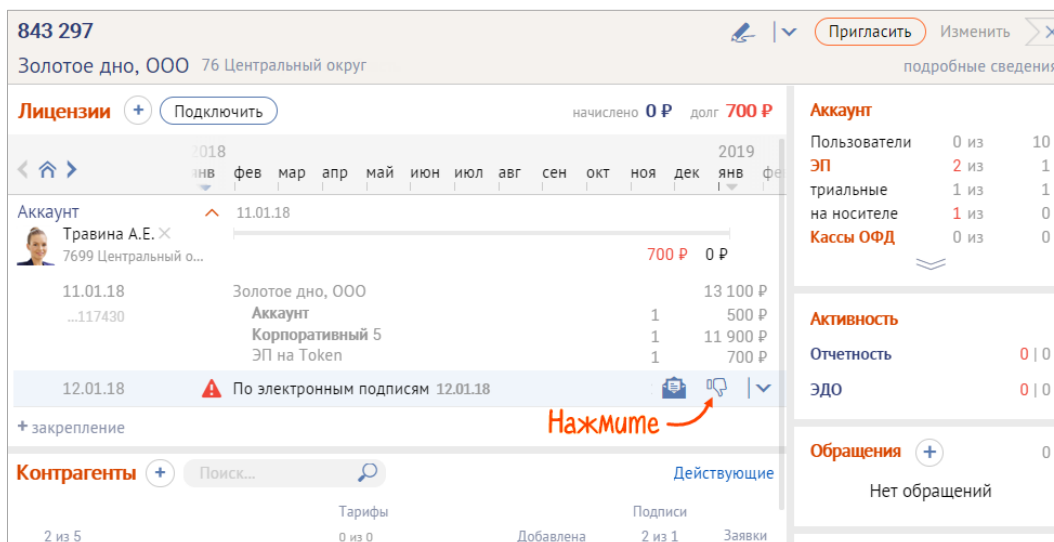 843 297
Пригласить Изменить
Золотое дно, ООО 76 Центральный округ подробные сведения
Лицензии + Подключить начислено 0 ₽ долг 700 ₽
2018 2019
янв фев мар апр май июн июл авг сен окт ноя дек янв фе
Аккаунт 11.01.18
Травина А.Е.
7699 Центральный о...
700 ₽ 0 ₽
11.01.18 Золотое дно, ООО 13 100 ₽
...117430 Аккаунт 1 500 ₽
Корпоративный 5 1 11 900 ₽
ЭП на Token 1 700 ₽
12.01.18 По электронным подписям 12.01.18
Нажмите
+ закрепление
Контрагенты + Поиск... Действующие
Тарифы Подписи
2 из 5 0 из 0 Добавлена 2 из 1 Заявки
Аккаунт
Пользователи 0 из 10
ЭП 2 из 1
триальные 1 из 1
на носителе 1 из 0
Кассы ОФД 0 из 0
Активность
Отчетность 0 | 0
ЭДО 0 | 0
Обращения + 0
Нет обращений